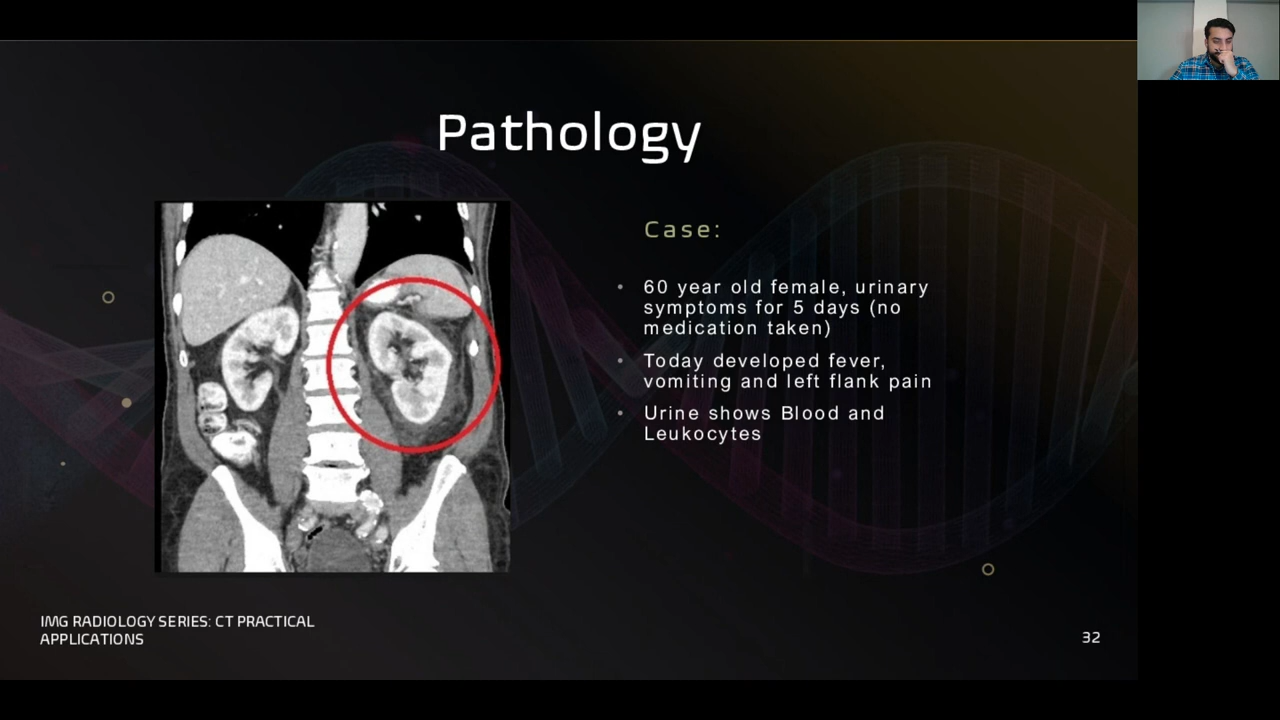 Pathology
Case:
• 60 year old female, urinary
symptoms for 5 days (no
medication taken)
• Today developed fever,
vomiting and left flank pain
• Urine shows Blood and
Leukocytes
IMG RADIOLOGY SERIES: CT PRACTICAL
APPLICATIONS
32